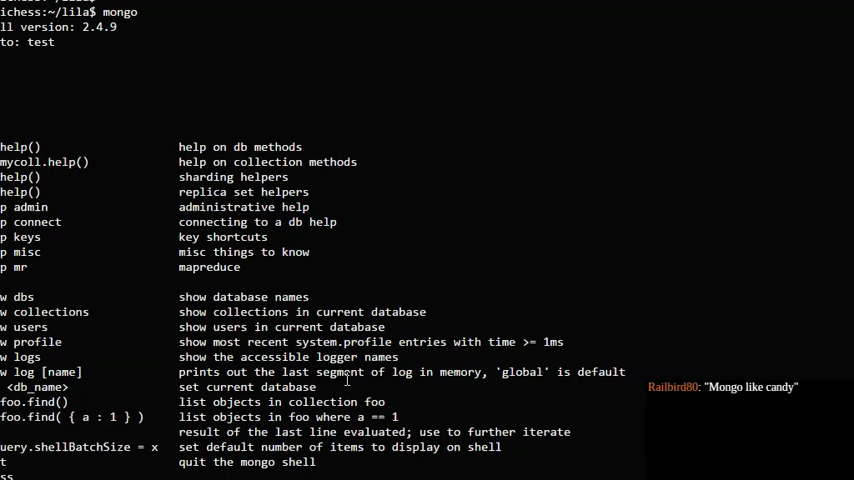 ichess:~/lila$ mongo
ll version: 2.4.9
to: test
help() help on db methods
mycoll.help() help on collection methods
help() sharding helpers
help() replica set helpers
p admin administrative help
p connect connecting to a db help
p keys key shortcuts
p misc misc things to know
p mr mapreduce
w dbs show database names
w collections show collections in current database
w users show users in current database
w profile show most recent system.profile entries with time >= 1ms
w logs show the accessible logger names
w log [name] prints out the last segment of log in memory, 'global' is default
<db_name> set current database
foo.find() list objects in collection foo
foo.find( { a : 1 } ) list objects in foo where a == 1
result of the last line evaluated; use to further iterate
uery.shellBatchSize = x set default number of items to display on shell
t quit the mongo shell
ss
Railbird80: "Mongo like candy"